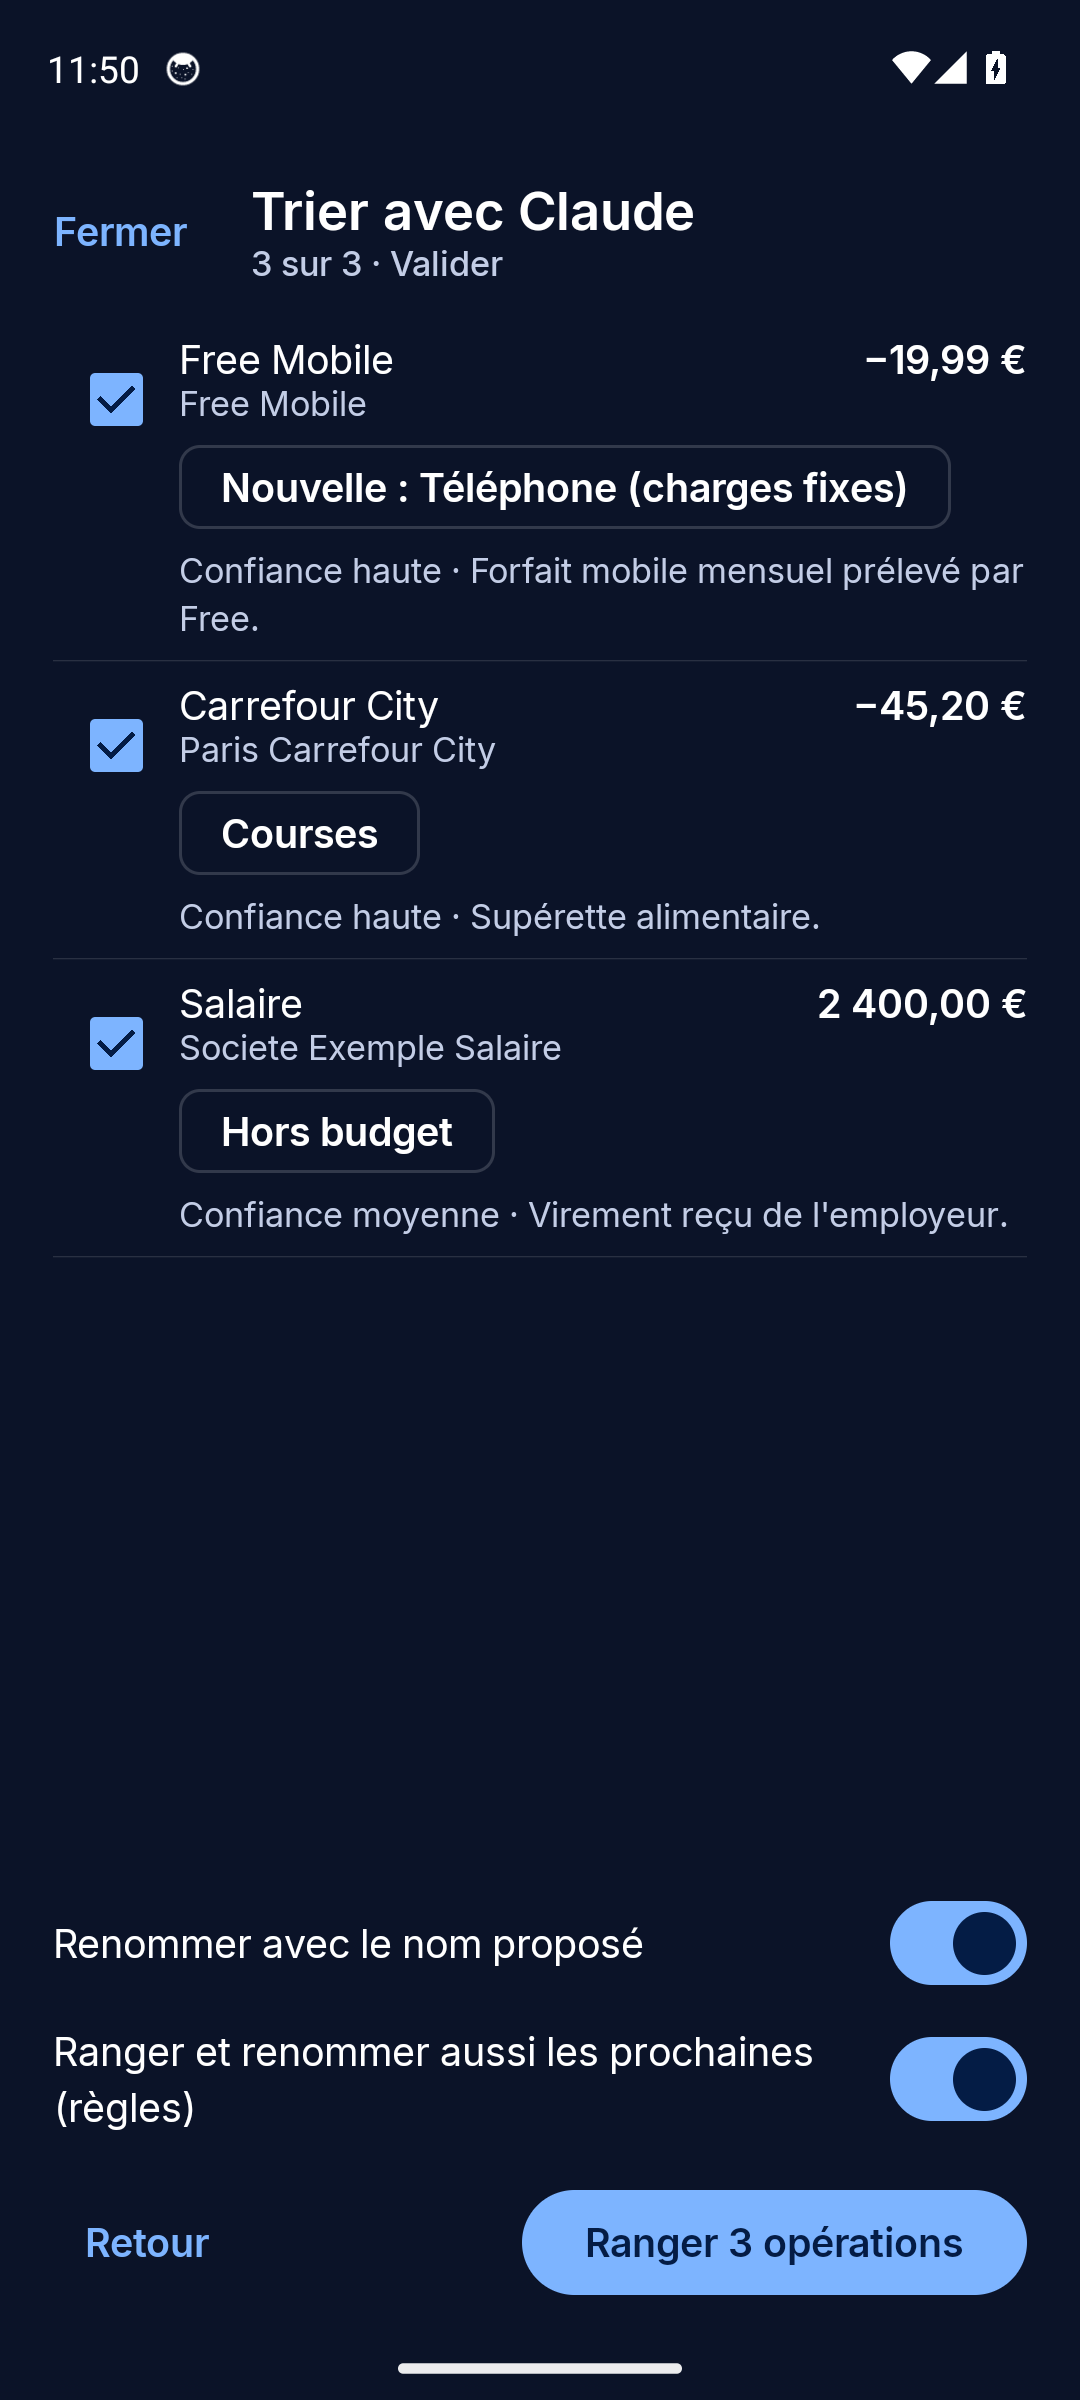 11:50
Fermer
Trier avec Claude
3 sur 3 · Valider
Free Mobile
−19,99 €
Free Mobile
Nouvelle : Téléphone (charges fixes)
Confiance haute · Forfait mobile mensuel prélevé par
Free.
Carrefour City
−45,20 €
Paris Carrefour City
Courses
Confiance haute · Supérette alimentaire.
Salaire
2 400,00 €
Societe Exemple Salaire
Hors budget
Confiance moyenne · Virement reçu de l'employeur.
Renommer avec le nom proposé
Ranger et renommer aussi les prochaines
(règles)
Retour
Ranger 3 opérations